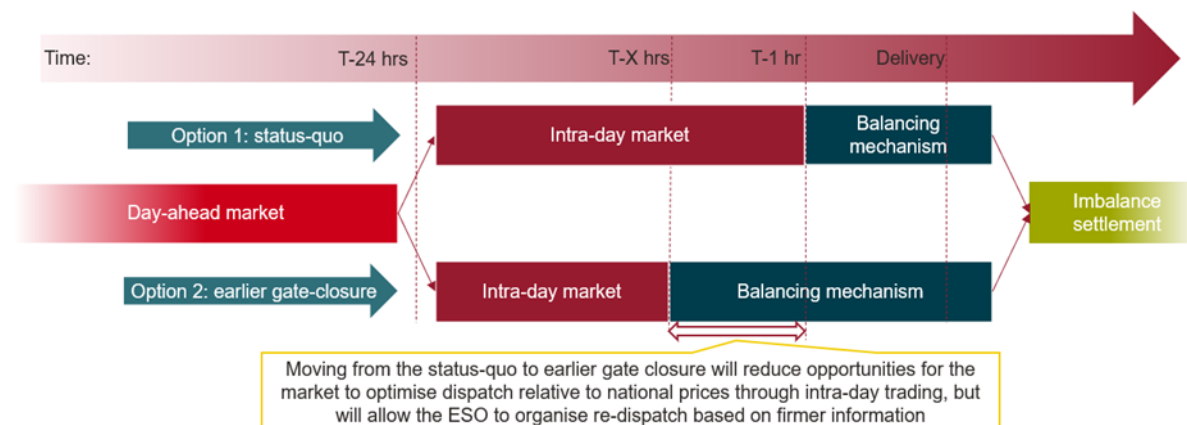 Time:
T-24 hrs
T-X hrs
T-1 hr
Delivery
Option 1: status-quo
Intra-day market
Balancing
mechanism
Day-ahead market
Imbalance
settlement
Option 2: earlier gate-closure
Intra-day market
Balancing mechanism
Moving from the status-quo to earlier gate closure will reduce opportunities for the
market to optimise dispatch relative to national prices through intra-day trading, but
will allow the ESO to organise re-dispatch based on firmer information